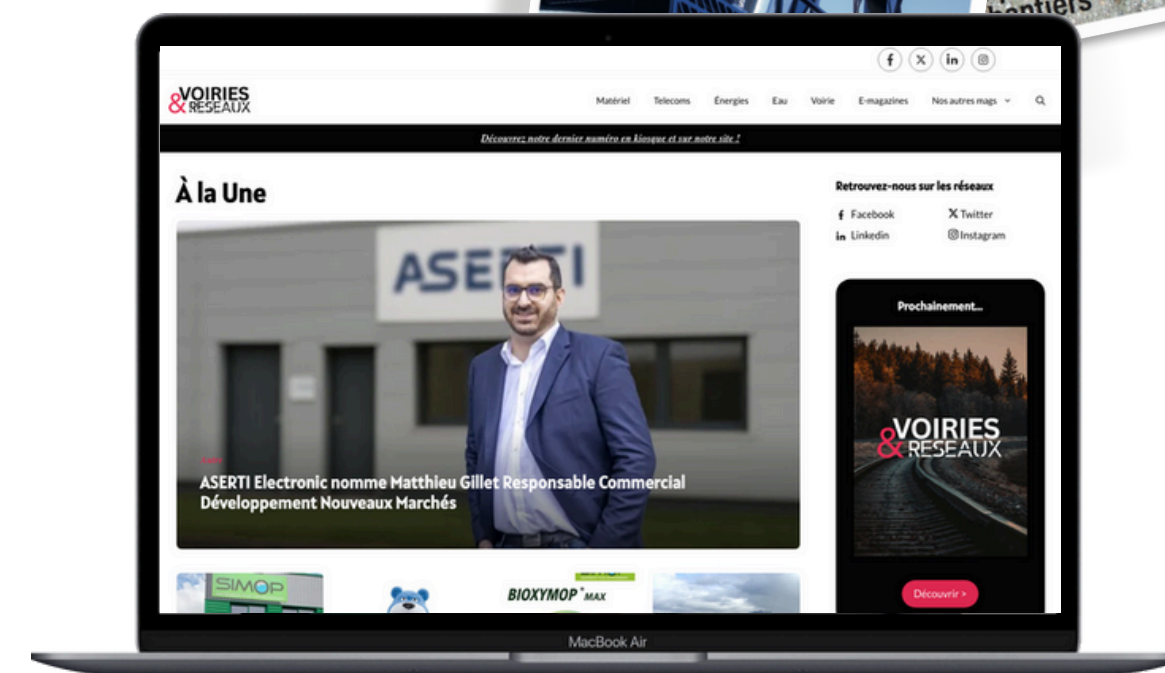 hantiers
VOIRIES
& RESEAUX
Matériel Telecoms Énergies Eau Voirie E-magazines Nos autres mags
Découvrez notre dernier numéro en kiosque et sur notre site !
À la Une
ASERTI
ASERTI Electronic nomme Matthieu Gillet Responsable Commercial
Développement Nouveaux Marchés
Retrouvez-nous sur les réseaux
Facebook X Twitter
in Linkedin Instagram
Prochainement...
VOIRIES
& RESEAUX
Découvrir >
SIMOP
BIOXYMOP MAX
MacBook Air